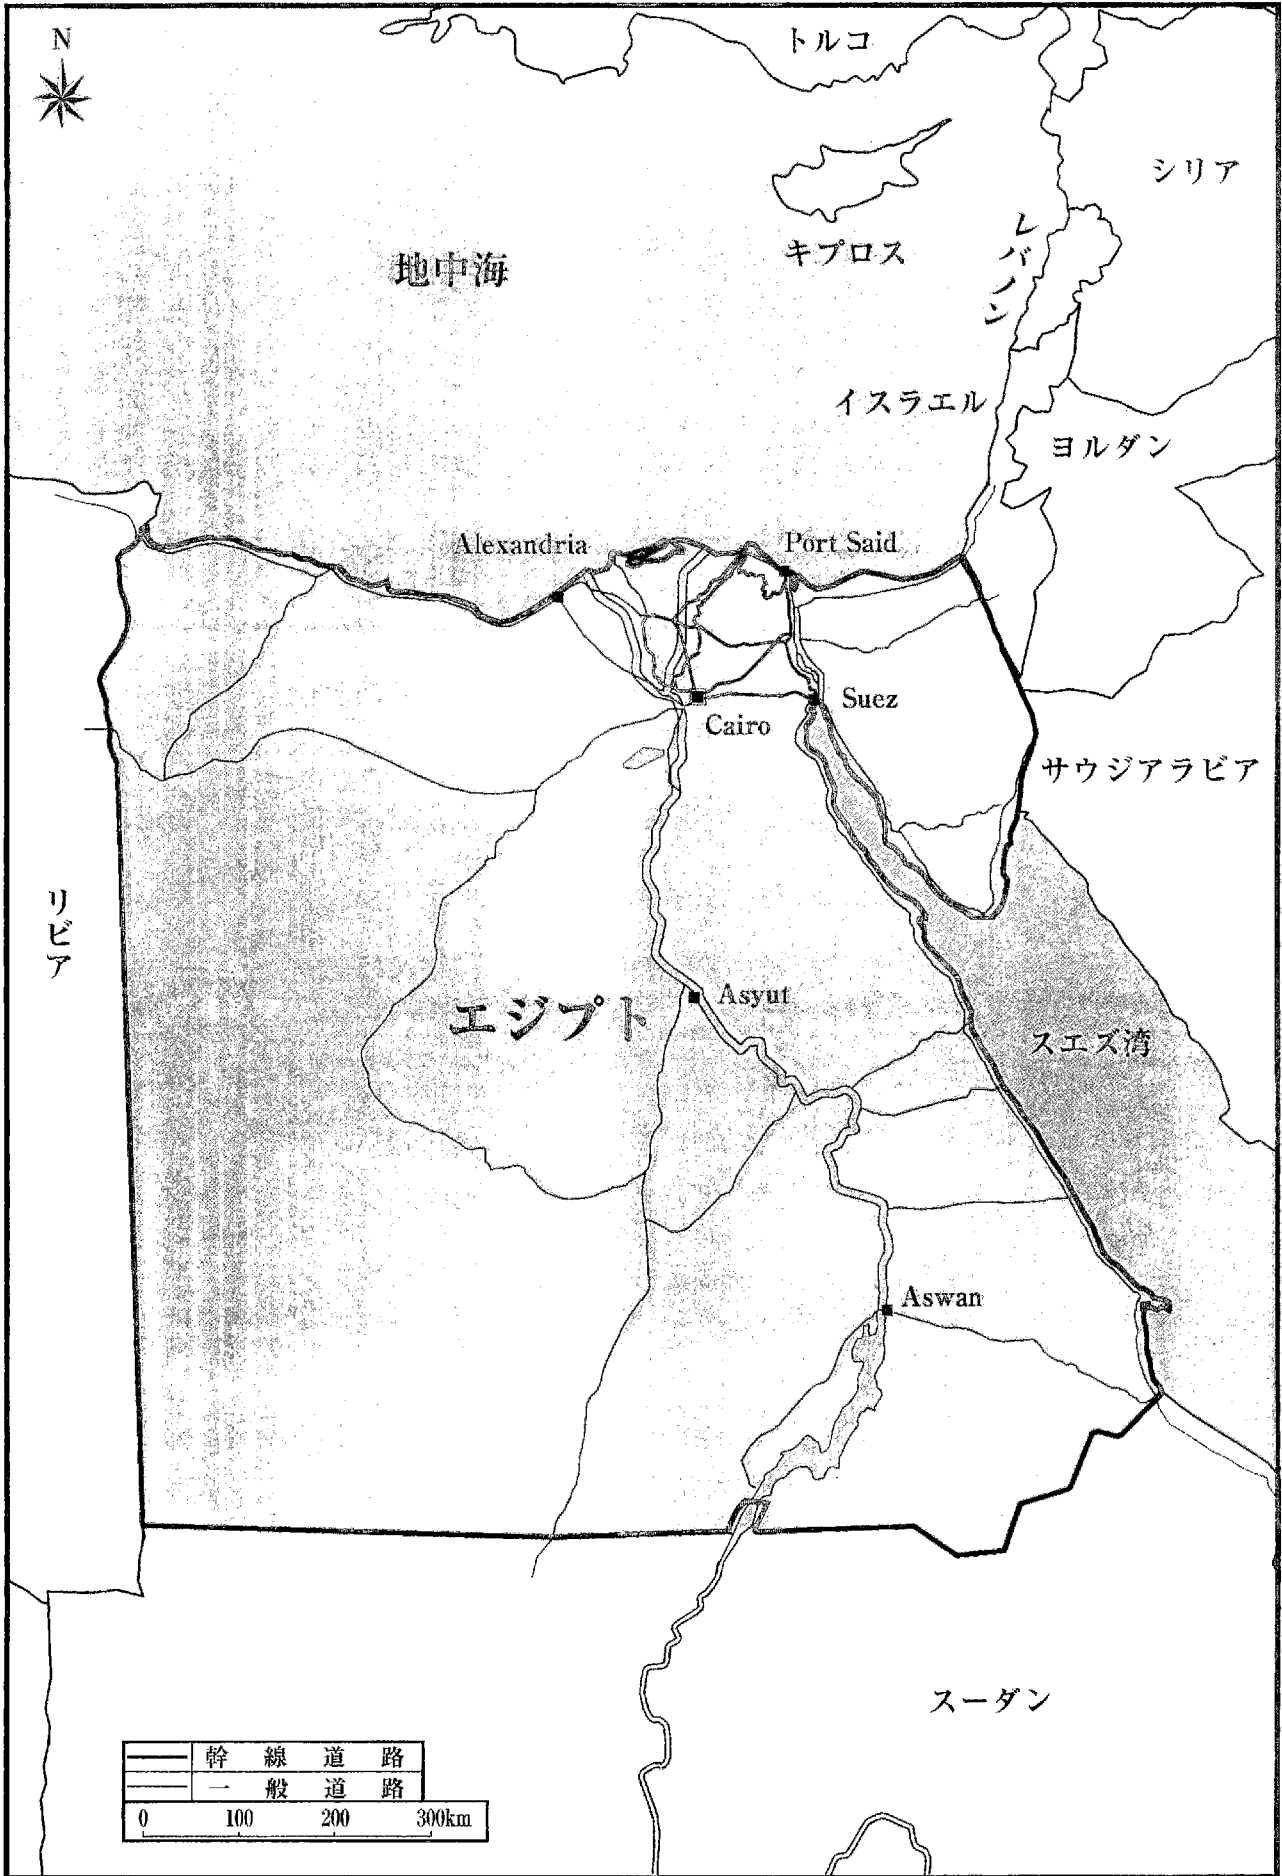 N
トルコ
シリア
キプロス
レバノン
地中海
イスラエル
ヨルダン
Alexandria
Port Said
Suez
Cairo
サウジアラビア
リビア
Asyut
エジプト
スエズ湾
Aswan
スーダン
幹線道路
一般道路
0 100 200 300km